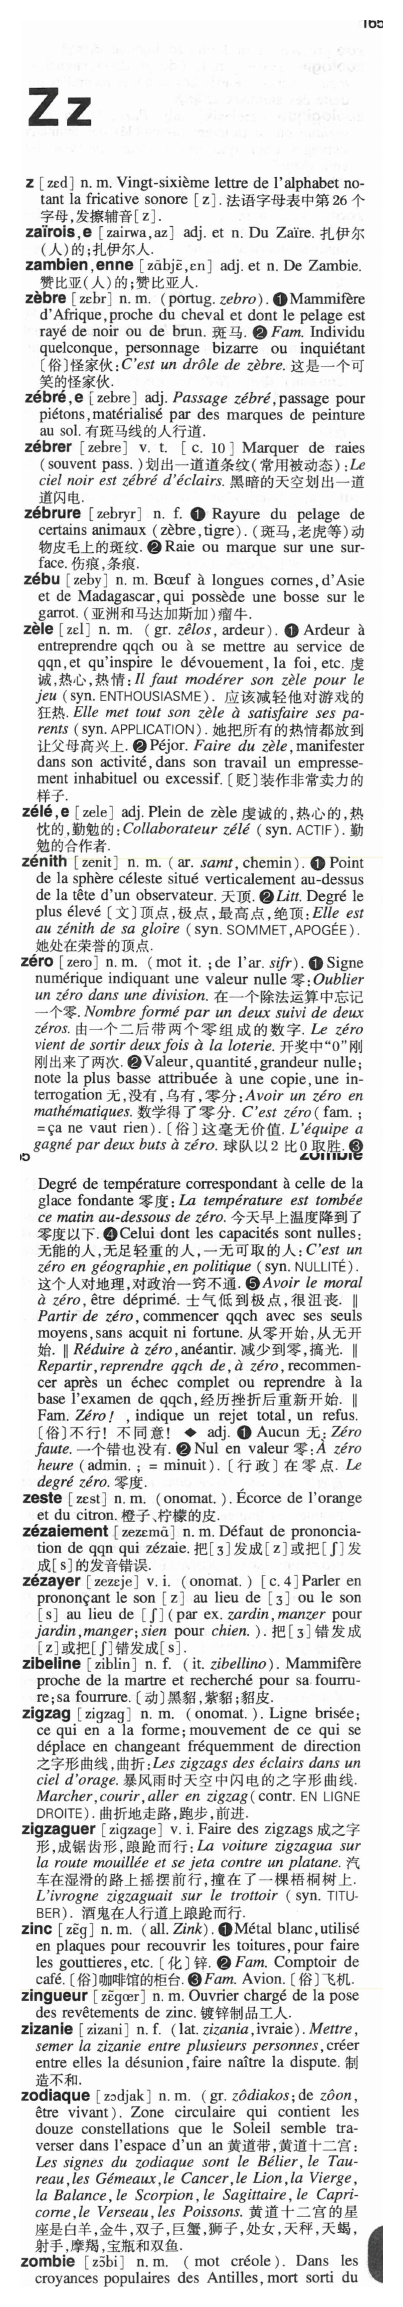 165
Zz
z [zɛd] n. m. Vingt-sixième lettre de l'alphabet no-
tant la fricative sonore [z]. 法语字母表中第26个
字母,发擦辅音[z].
zaïrois,e [zairwa,az] adj. et n. Du Zaïre. 扎伊尔
(人)的;扎伊尔人.
zambien,enne [zɑ̃bjɛ̃,ɛn] adj. et n. De Zambie.
赞比亚(人)的;赞比亚人.
zèbre [zɛbr] n. m. (portug. zebro). ❶Mammifère
d'Afrique,proche du cheval et dont le pelage est
rayé de noir ou de brun. 斑马. ❷ Fam. Individu
quelconque, personnage bizarre ou inquiétant
〔俗〕怪家伙:C'est un drôle de zèbre. 这是一个可
笑的怪家伙.
zébré,e [zebre] adj. Passage zébré,passage pour
piétons,matérialisé par des marques de peinture
au sol. 有斑马线的人行道.
zébrer [zebre] v. t. [c. 10] Marquer de raies
(souvent pass.)划出一道道条纹(常用被动态):Le
ciel noir est zébré d'éclairs. 黑暗的天空划出一道
道闪电.
zébrure [zebryr] n. f. ❶ Rayure du pelage de
certains animaux (zèbre,tigre). (斑马,老虎等)动
物皮毛上的斑纹. ❷ Raie ou marque sur une sur-
face. 伤痕,条痕.
zébu [zeby] n. m. Bœuf à longues cornes,d'Asie
et de Madagascar,qui possède une bosse sur le
garrot. (亚洲和马达加斯加)瘤牛.
zèle [zɛl] n. m. (gr. zêlos, ardeur). ❶ Ardeur à
entreprendre qqch ou à se mettre au service de
qqn,et qu'inspire le dévouement,la foi,etc. 虔
诚,热心,热情:Il faut modérer son zèle pour le
jeu (syn. ENTHOUSIASME). 应该减轻他对游戏的
狂热. Elle met tout son zèle à satisfaire ses pa-
rents (syn. APPLICATION). 她把所有的热情都放到
让父母高兴上. ❷ Péjor. Faire du zèle,manifester
dans son activité,dans son travail un empresse-
ment inhabituel ou excessif. 〔贬〕装作非常卖力的
样子.
zélé,e [zele] adj. Plein de zèle 虔诚的,热心的,热
忱的,勤勉的:Collaborateur zélé (syn. ACTIF). 勤
勉的合作者.
zénith [zenit] n. m. (ar. samt, chemin). ❶ Point
de la sphère céleste situé verticalement au-dessus
de la tête d'un observateur. 天顶. ❷ Litt. Degré le
plus élevé 〔文〕顶点,极点,最高点,绝顶:Elle est
au zénith de sa gloire (syn. SOMMET,APOGÉE).
她处在荣誉的顶点.
zéro [zero] n. m. (mot it.;de l'ar. sifr). ❶ Signe
numérique indiquant une valeur nulle 零:Oublier
un zéro dans une division. 在一个除法运算中忘记
一个零. Nombre formé par un deux suivi de deux
zéros. 由一个二后带两个零组成的数字. Le zéro
vient de sortir deux fois à la loterie. 开奖中"0"刚
刚出来了两次. ❷ Valeur,quantité,grandeur nulle;
note la plus basse attribuée à une copie,une in-
terrogation 无,没有,乌有,零分:Avoir un zéro en
mathématiques. 数学得了零分. C'est zéro (fam.;
=ça ne vaut rien). 〔俗〕这毫无价值. L'équipe a
gagné par deux buts à zéro. 球队以2比0取胜. ❸
zombie
Degré de température correspondant à celle de la
glace fondante 零度:La température est tombée
ce matin au-dessous de zéro. 今天早上温度降到了
零度以下. ❹ Celui dont les capacités sont nulles;
无能的人,无足轻重的人,一无可取的人:C'est un
zéro en géographie,en politique (syn. NULLITÉ).
这个人对地理,对政治一窍不通. ❺ Avoir le moral
à zéro,être déprimé. 士气低到极点,很沮丧. ‖
Partir de zéro, commencer qqch avec ses seuls
moyens,sans acquit ni fortune. 从零开始,从无开
始. ‖ Réduire à zéro,anéantir. 减少到零,搞光. ‖
Repartir,reprendre qqch de,à zéro,recommen-
cer après un échec complet ou reprendre à la
base l'examen de qqch,经历挫折后重新开始. ‖
Fam. Zéro!, indique un rejet total, un refus.
〔俗〕不行! 不同意! ◆ adj. ❶ Aucun 无:Zéro
faute. 一个错也没有. ❷ Nul en valeur 零:À zéro
heure (admin.; = minuit). 〔行政〕在零点. Le
degré zéro. 零度.
zeste [zɛst] n. m. (onomat.). Écorce de l'orange
et du citron. 橙子、柠檬的皮.
zézaiement [zezɛmɑ̃] n. m. Défaut de prononcia-
tion de qqn qui zézaie. 把[ʒ]发成[z]或把[ʃ]发
成[s]的发音错误.
zézayer [zezeje] v. i. (onomat.) [c. 4]Parler en
prononçant le son [z] au lieu de [ʒ] ou le son
[s] au lieu de [ʃ](par ex. zardin,manzer pour
jardin,manger;sien pour chien.). 把[ʒ]错发成
[z]或把[ʃ]错发成[s].
zibeline [ziblin] n. f. (it. zibellino). Mammifère
proche de la martre et recherché pour sa fourru-
re;sa fourrure. 〔动〕黑貂,紫貂;貂皮.
zigzag [zigzag] n. m. (onomat.). Ligne brisée;
ce qui en a la forme;mouvement de ce qui se
déplace en changeant fréquemment de direction
之字形曲线,曲折:Les zigzags des éclairs dans un
ciel d'orage. 暴风雨时天空中闪电的之字形曲线.
Marcher,courir,aller en zigzag(contr. EN LIGNE
DROITE). 曲折地走路,跑步,前进.
zigzaguer [zigzage] v. i. Faire des zigzags 成之字
形,成锯齿形,踉跄而行:La voiture zigzagua sur
la route mouillée et se jeta contre un platane. 汽
车在湿滑的路上摇摆前行,撞在了一棵梧桐树上.
L'ivrogne zigzaguait sur le trottoir (syn. TITU-
BER). 酒鬼在人行道上踉跄而行.
zinc [zɛ̃g] n. m. (all. Zink). ❶Métal blanc,utilisé
en plaques pour recouvrir les toitures,pour faire
les gouttières,etc. 〔化〕锌. ❷ Fam. Comptoir de
café. 〔俗〕咖啡馆的柜台. ❸ Fam. Avion. 〔俗〕飞机.
zingueur [zɛ̃gœr] n. m. Ouvrier chargé de la pose
des revêtements de zinc. 镀锌制品工人.
zizanie [zizani] n. f. (lat. zizania,ivraie). Mettre,
semer la zizanie entre plusieurs personnes,créer
entre elles la désunion,faire naître la dispute. 制
造不和.
zodiaque [zɔdjak] n. m. (gr. zôdiakos;de zôon,
être vivant). Zone circulaire qui contient les
douze constellations que le Soleil semble tra-
verser dans l'espace d'un an 黄道带,黄道十二宫:
Les signes du zodiaque sont le Bélier,le Tau-
reau,les Gémeaux,le Cancer,le Lion,la Vierge,
la Balance,le Scorpion,le Sagittaire,le Capri-
corne,le Verseau,les Poissons. 黄道十二宫的星
座是白羊,金牛,双子,巨蟹,狮子,处女,天秤,天蝎,
射手,摩羯,宝瓶和双鱼.
zombie [zɔ̃bi] n. m. (mot créole). Dans les
croyances populaires des Antilles,mort sorti du